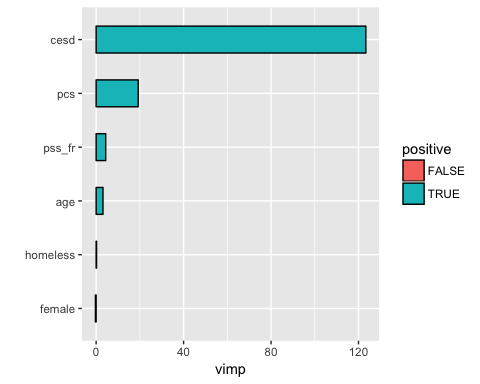 cesd
pcs
pss_fr
age
homeless
female
0 40 80 120
vimp
positive
FALSE
TRUE